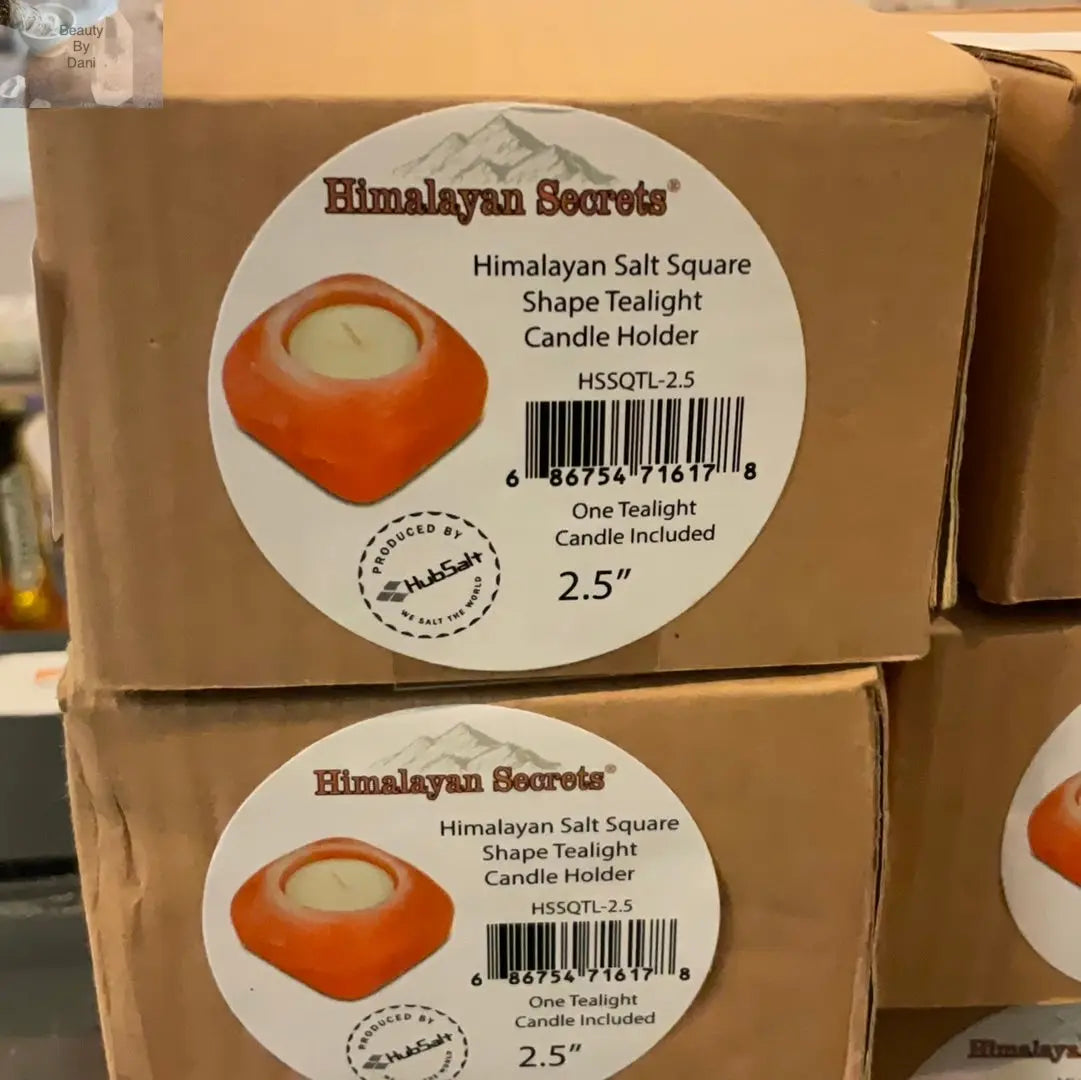 Beauty
By
Dani
Himalayan Secrets®
Himalayan Salt Square
Shape Tealight
Candle Holder
HSSQTL-2.5
6 86754 71617 8
One Tealight
Candle Included
2.5"
PRODUCED BY
HubSalt
WE SALT THE WORLD
Himalayan Secrets®
Himalayan Salt Square
Shape Tealight
Candle Holder
HSSQTL-2.5
6 86754 71617 8
One Tealight
Candle Included
2.5"
PRODUCED BY
HubSalt